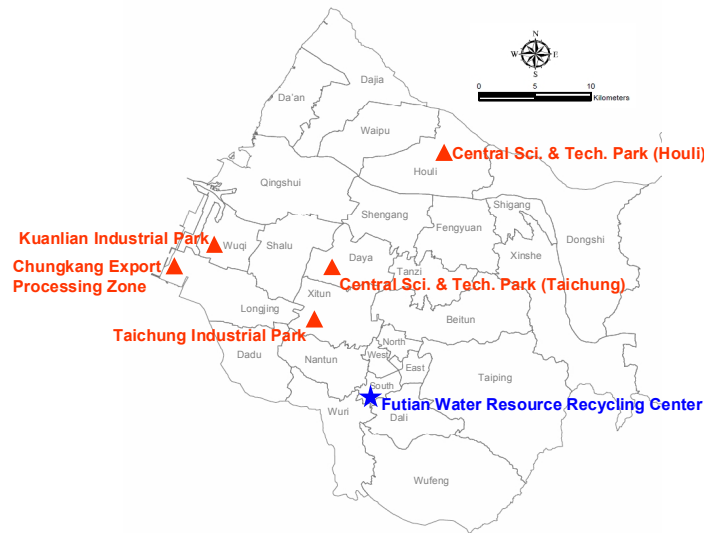 N
W E
S
0 5 10
Kilometers
Dajia
Da'an
Waipu
Central Sci. & Tech. Park (Houli)
Houli
Qingshui
Shigang
Shengang
Fengyuan
Kuanlian Industrial Park
Wuqi
Shalu
Daya
Xinshe
Dongshi
Chungkang Export
Processing Zone
Tanzi
Central Sci. & Tech. Park (Taichung)
Xitun
Longjing
Beitun
Taichung Industrial Park
North
Dadu
Nantun
West
East
Taiping
South
Futian Water Resource Recycling Center
Wuri
Dali
Wufeng